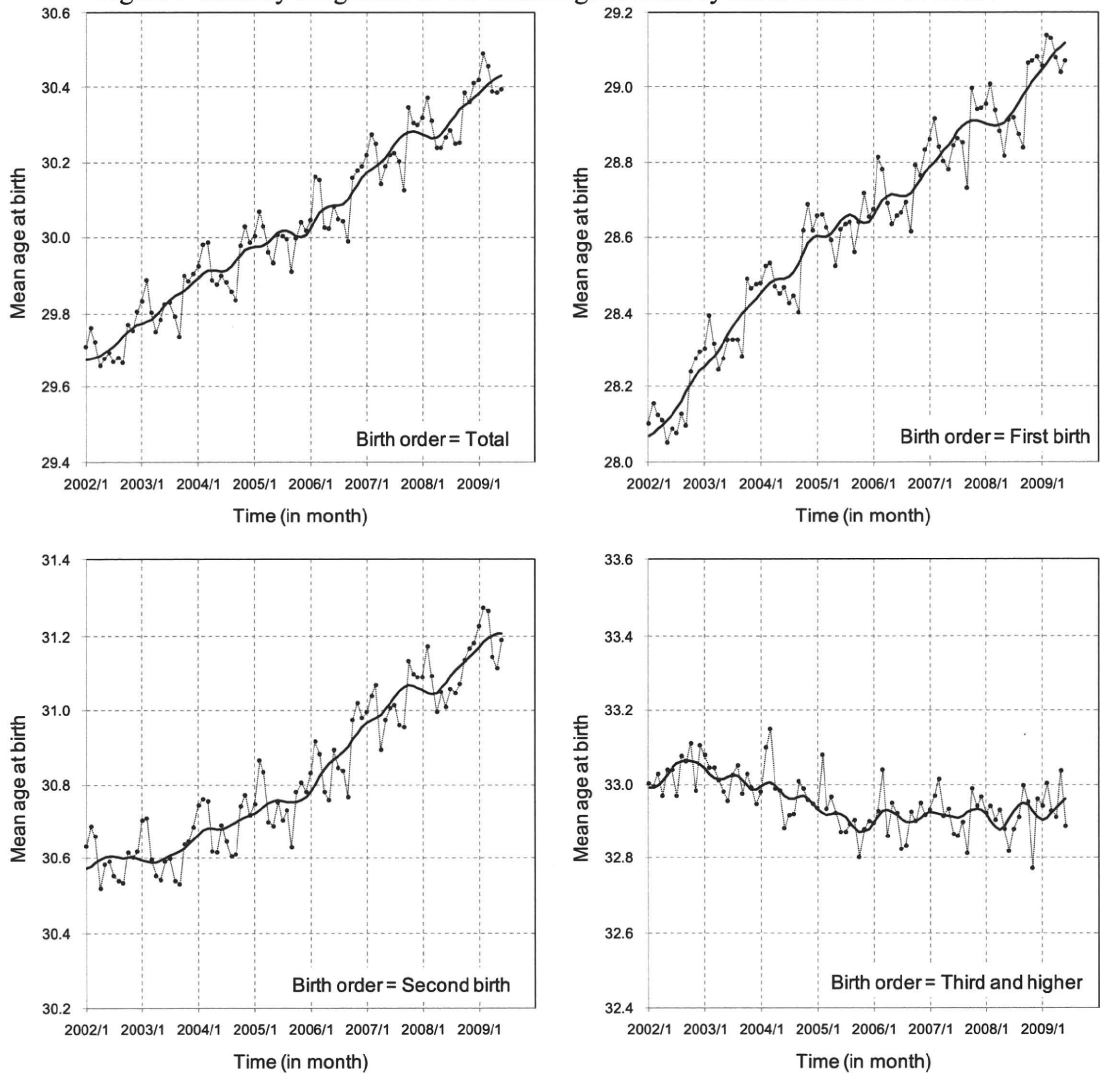 30.6
30.4
30.2
30.0
29.8
29.6
29.4
Mean age at birth
Birth order = Total
2002/1 2003/1 2004/1 2005/1 2006/1 2007/1 2008/1 2009/1
Time (in month)
29.2
29.0
28.8
28.6
28.4
28.2
28.0
Mean age at birth
Birth order = First birth
2002/1 2003/1 2004/1 2005/1 2006/1 2007/1 2008/1 2009/1
Time (in month)
31.4
31.2
31.0
30.8
30.6
30.4
30.2
Mean age at birth
Birth order = Second birth
2002/1 2003/1 2004/1 2005/1 2006/1 2007/1 2008/1 2009/1
Time (in month)
33.6
33.4
33.2
33.0
32.8
32.6
32.4
Mean age at birth
Birth order = Third and higher
2002/1 2003/1 2004/1 2005/1 2006/1 2007/1 2008/1 2009/1
Time (in month)